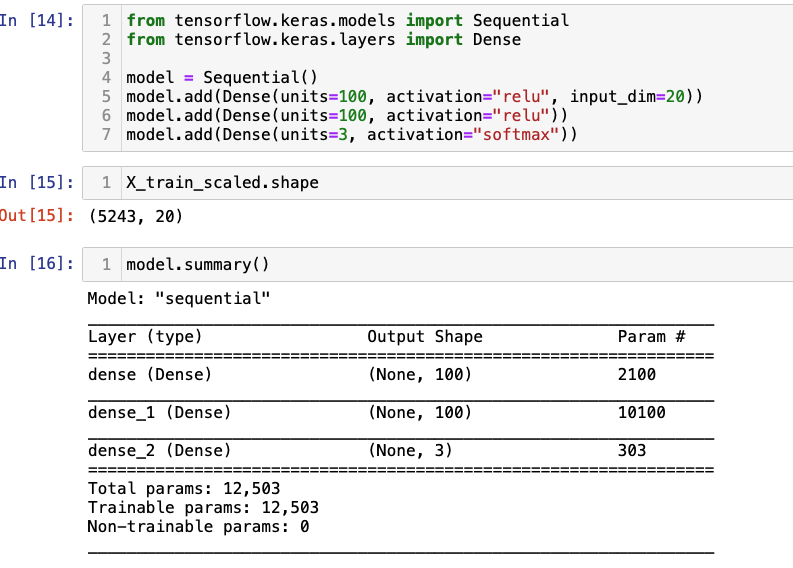 In [14]:
1 from tensorflow.keras.models import Sequential
2 from tensorflow.keras.layers import Dense
3
4 model = Sequential()
5 model.add(Dense(units=100, activation="relu", input_dim=20))
6 model.add(Dense(units=100, activation="relu"))
7 model.add(Dense(units=3, activation="softmax"))
In [15]: 1 X_train_scaled.shape
Out[15]: (5243, 20)
In [16]: 1 model.summary()
Model: "sequential"
_________________________________________________________________
Layer (type)                 Output Shape              Param #
=================================================================
dense (Dense)                (None, 100)               2100
_________________________________________________________________
dense_1 (Dense)              (None, 100)               10100
_________________________________________________________________
dense_2 (Dense)              (None, 3)                 303
=================================================================
Total params: 12,503
Trainable params: 12,503
Non-trainable params: 0
_________________________________________________________________